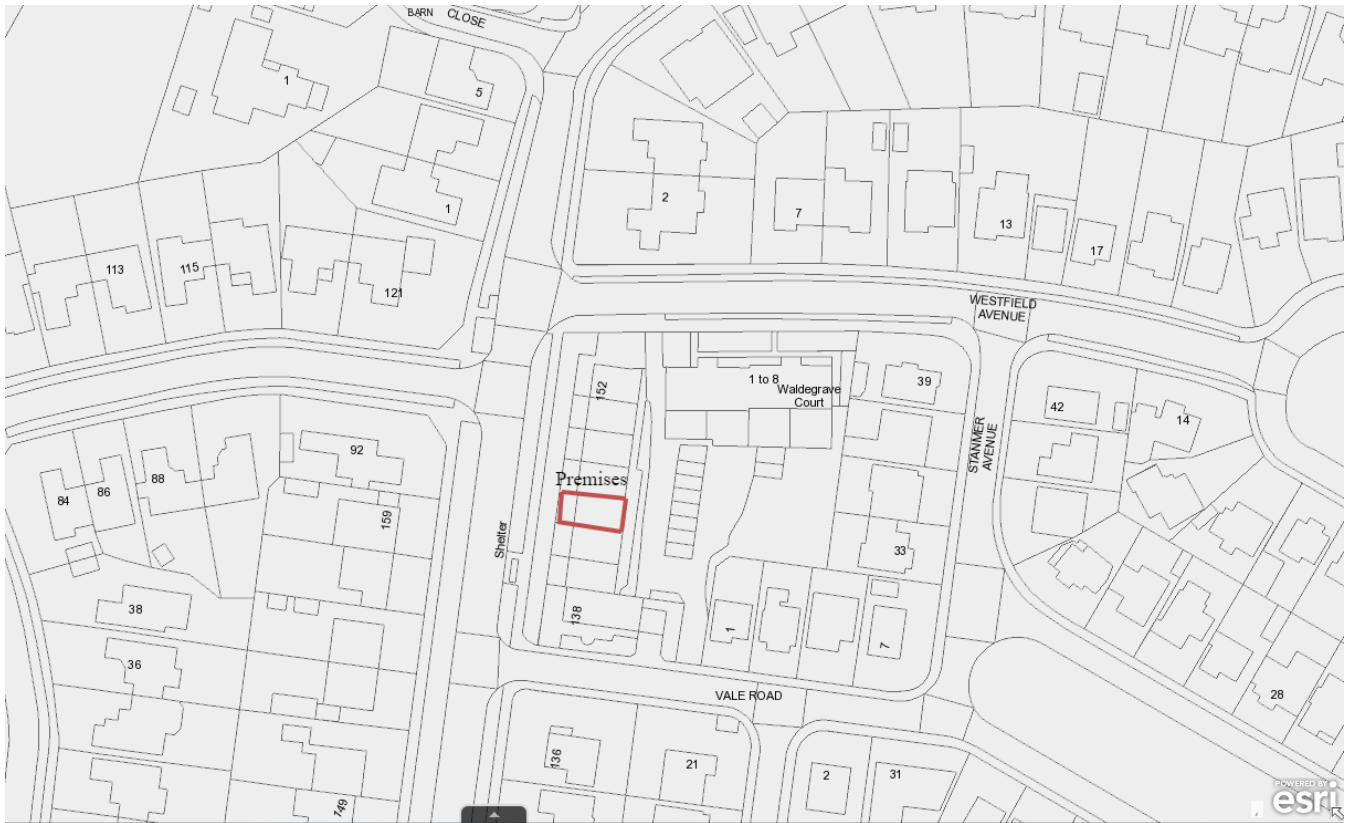 BARN CLOSE
1
5
1
2
7
13
17
113
115
121
WESTFIELD
AVENUE
152
1 to 8
Waldegrave
Court
39
42
14
STANMER
AVENUE
92
88
86
84
159
Premises
Shelter
33
38
138
1
7
36
28
VALE ROAD
136
21
2
31
149
POWERED BY
esri